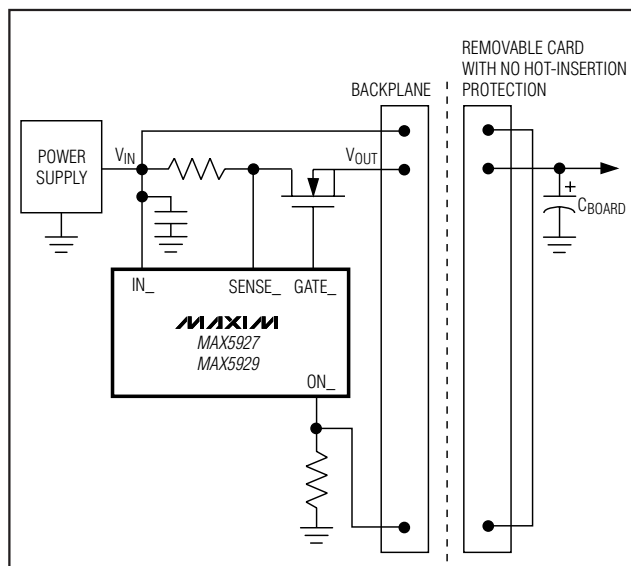 REMOVABLE CARD
WITH NO HOT-INSERTION
PROTECTION
BACKPLANE
POWER
SUPPLY
VIN
VOUT
+
CBOARD
IN_
SENSE_
GATE_
MAXIM
MAX5927
MAX5929
ON_